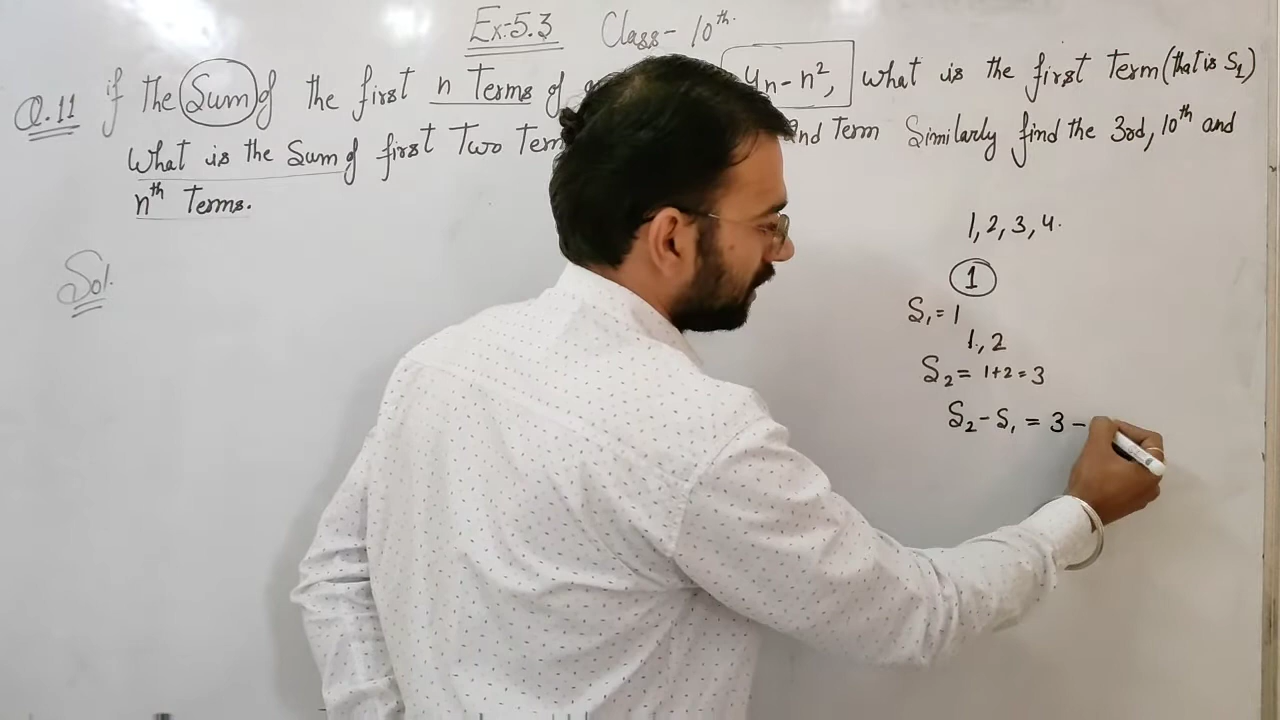 Ex:-5.3 Class-10th.
Q.11 if the Sum of the first n Terms of 4n-n², what is the first Term (that is S₁)
What is the Sum of first Two Term Term Similarly find the 3rd, 10th and
nth Terms.
1, 2, 3, 4.
Sol.
1
S₁ = 1
1, 2
S₂ = 1+2 = 3
S₂ - S₁ = 3 -